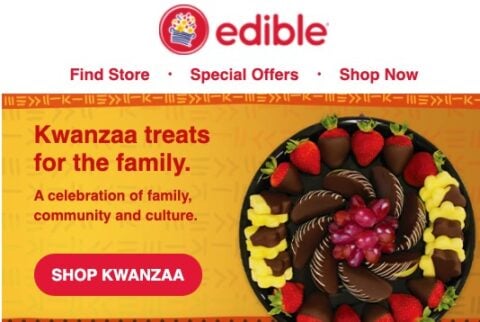 edible
Find Store • Special Offers • Shop Now
Kwanzaa treats
for the family.
A celebration of family,
community and culture.
SHOP KWANZAA